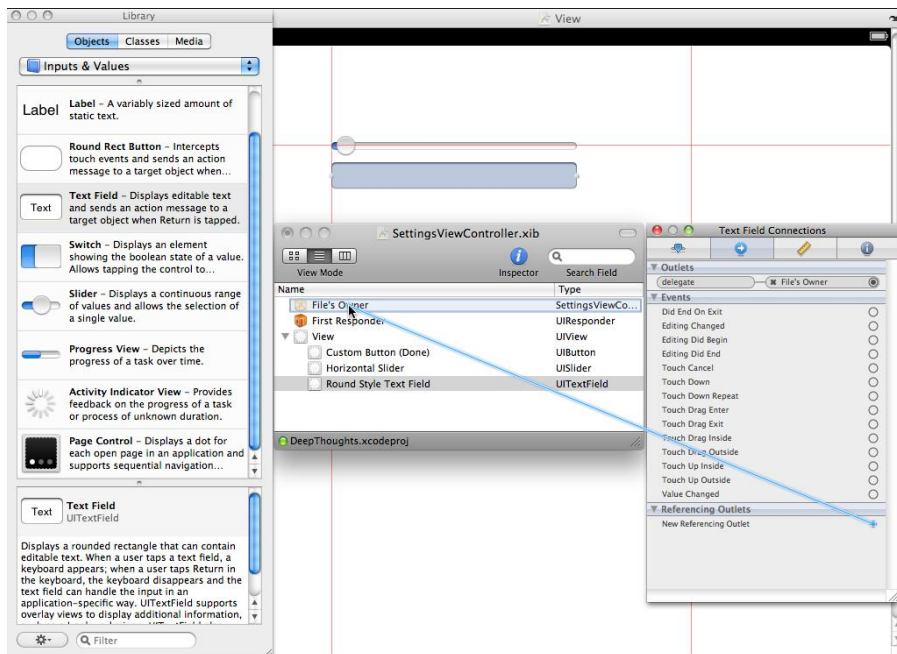 Library
Objects Classes Media
Inputs & Values
Label
Label – A variably sized amount of
static text.
Round Rect Button – Intercepts
touch events and sends an action
message to a target object when...
Text
Text Field – Displays editable text
and sends an action message to a
target object when Return is tapped.
Switch – Displays an element
showing the boolean state of a value.
Allows tapping the control to...
Slider – Displays a continuous range
of values and allows the selection of
a single value.
Progress View – Depicts the
progress of a task over time.
Activity Indicator View – Provides
feedback on the progress of a task
or process of unknown duration.
Page Control – Displays a dot for
each open page in an application and
supports sequential navigation...
Text
Text Field
UITextField
Displays a rounded rectangle that can contain
editable text. When a user taps a text field, a
keyboard appears; when a user taps Return in
the keyboard, the keyboard disappears and the
text field can handle the input in an
application-specific way. UITextField supports
overlay views to display additional information,
Filter
View
SettingsViewController.xib
View Mode
Inspector
Search Field
Name Type
File's Owner SettingsViewCo...
First Responder UIResponder
View UIView
Custom Button (Done) UIButton
Horizontal Slider UISlider
Round Style Text Field UITextField
DeepThoughts.xcodeproj
Text Field Connections
Outlets
delegate File's Owner
Events
Did End On Exit
Editing Changed
Editing Did Begin
Editing Did End
Touch Cancel
Touch Down
Touch Down Repeat
Touch Drag Enter
Touch Drag Exit
Touch Drag Inside
Touch Drag Outside
Touch Up Inside
Touch Up Outside
Value Changed
Referencing Outlets
New Referencing Outlet